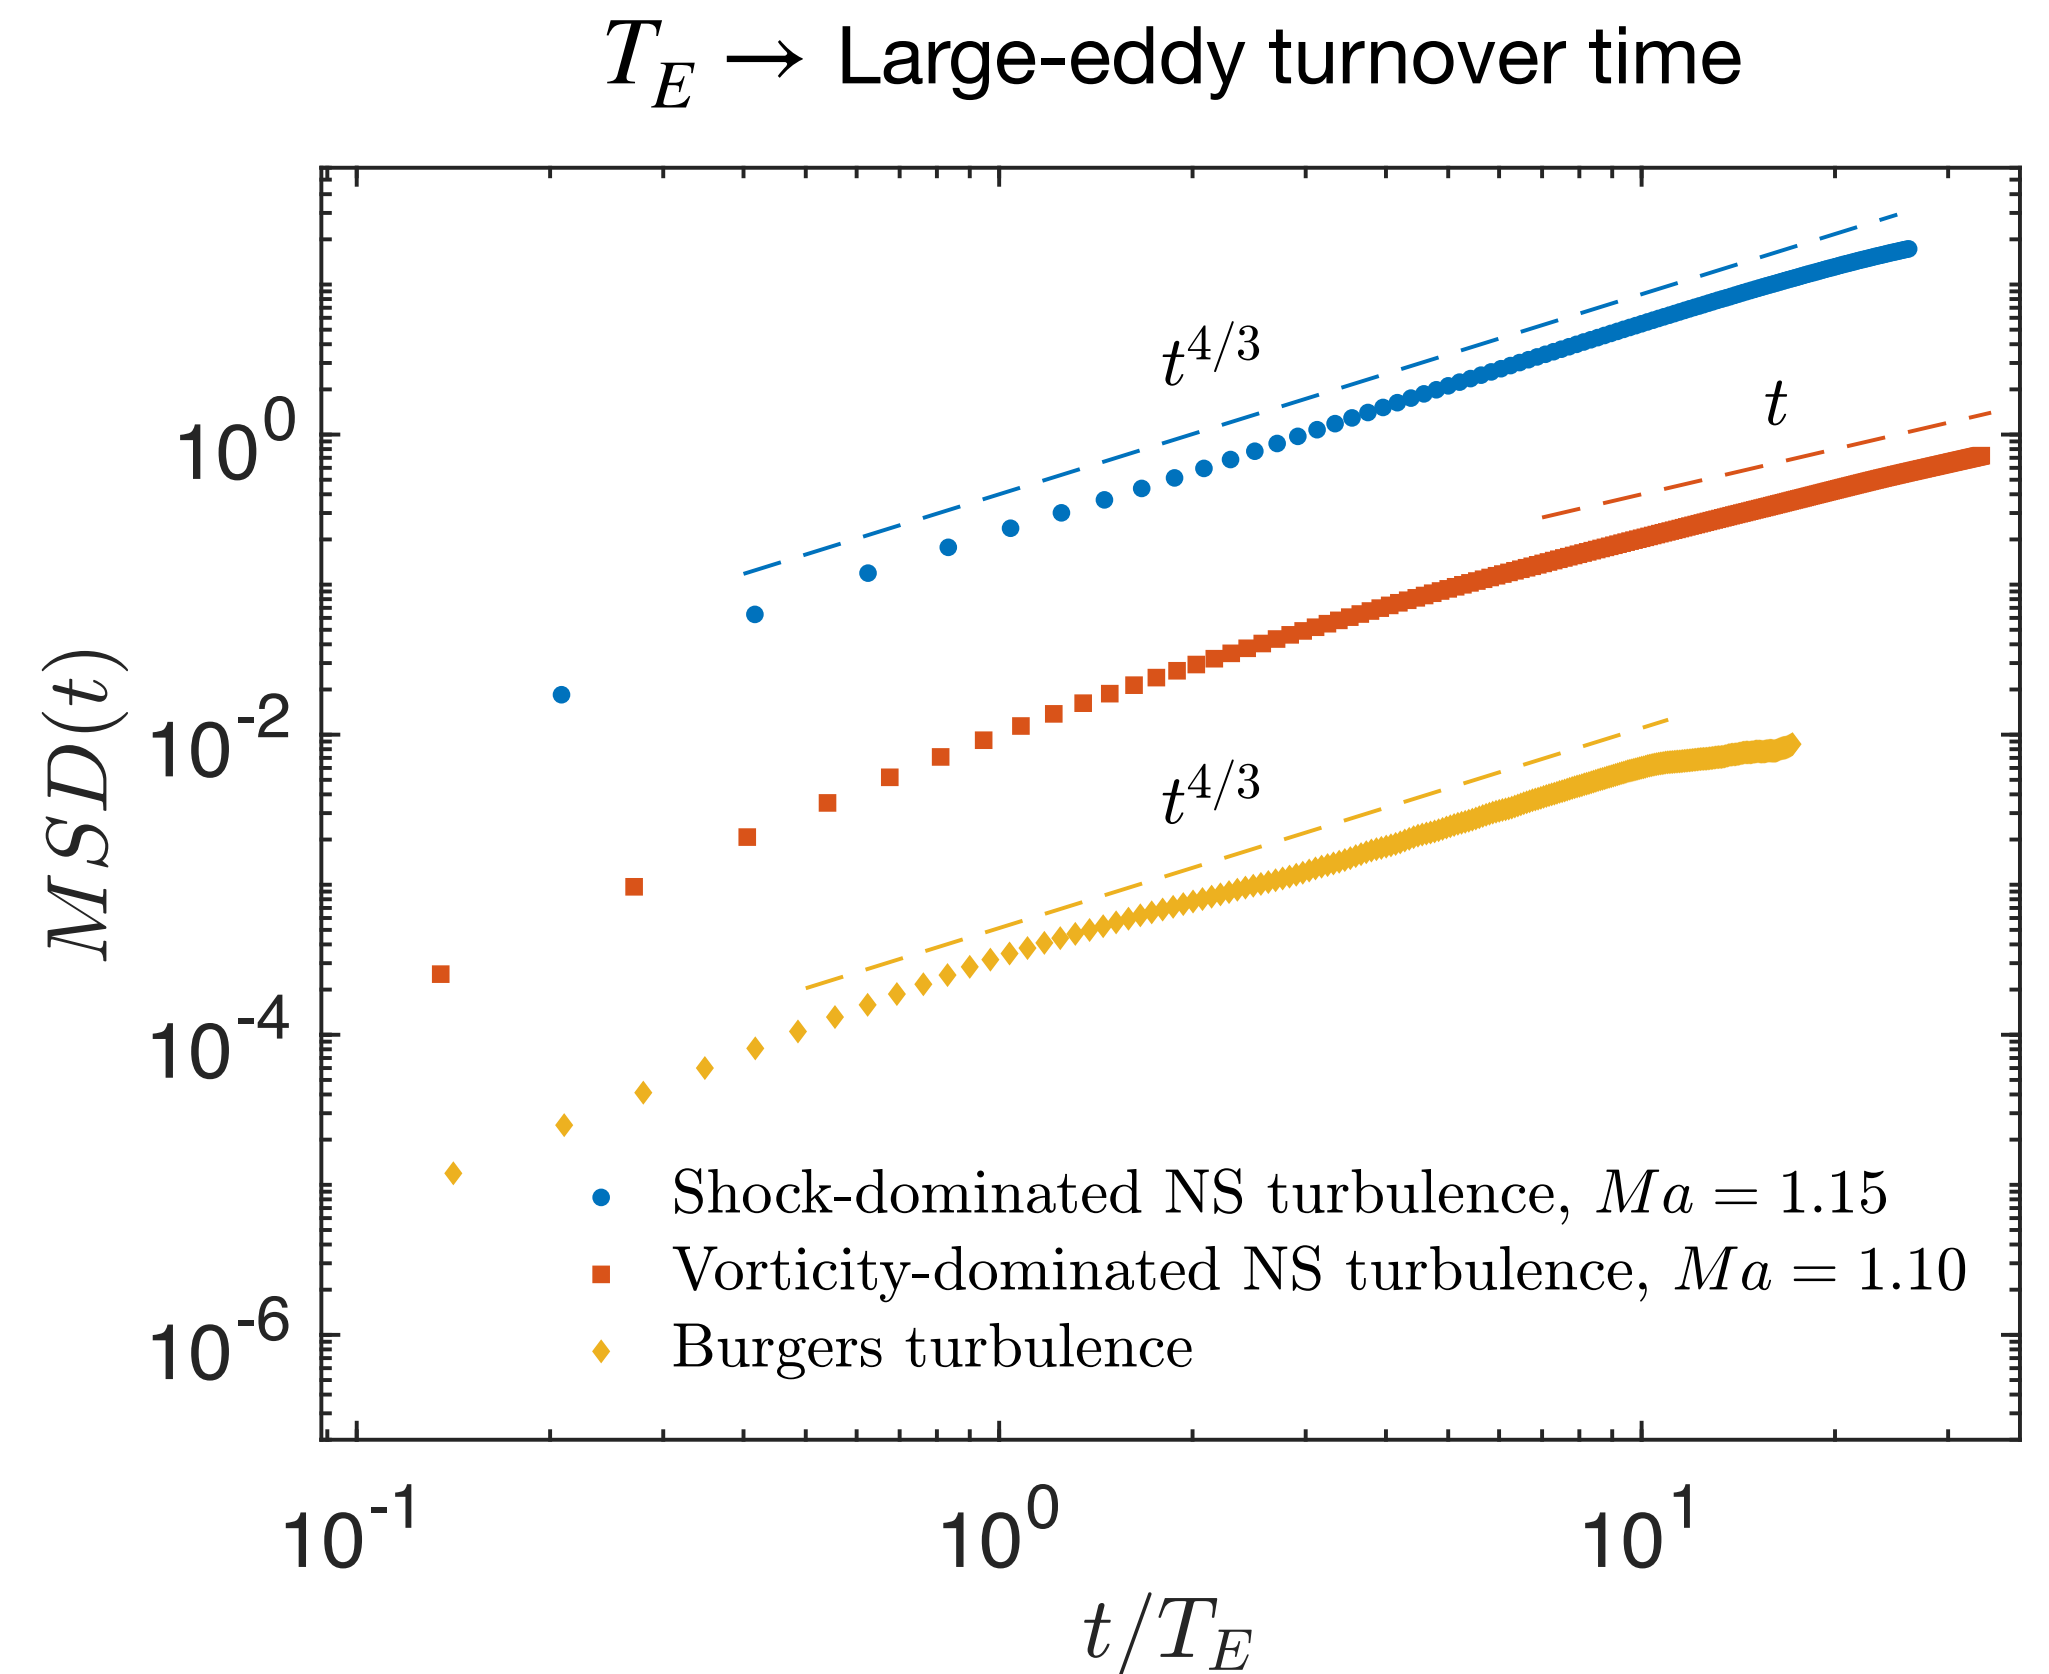 T_E → Large-eddy turnover time
t^{4/3}
t
t^{4/3}
10^0
10^{-2}
10^{-4}
10^{-6}
MSD(t)
Shock-dominated NS turbulence, Ma = 1.15
Vorticity-dominated NS turbulence, Ma = 1.10
Burgers turbulence
10^{-1} 10^0 10^1
t/T_E